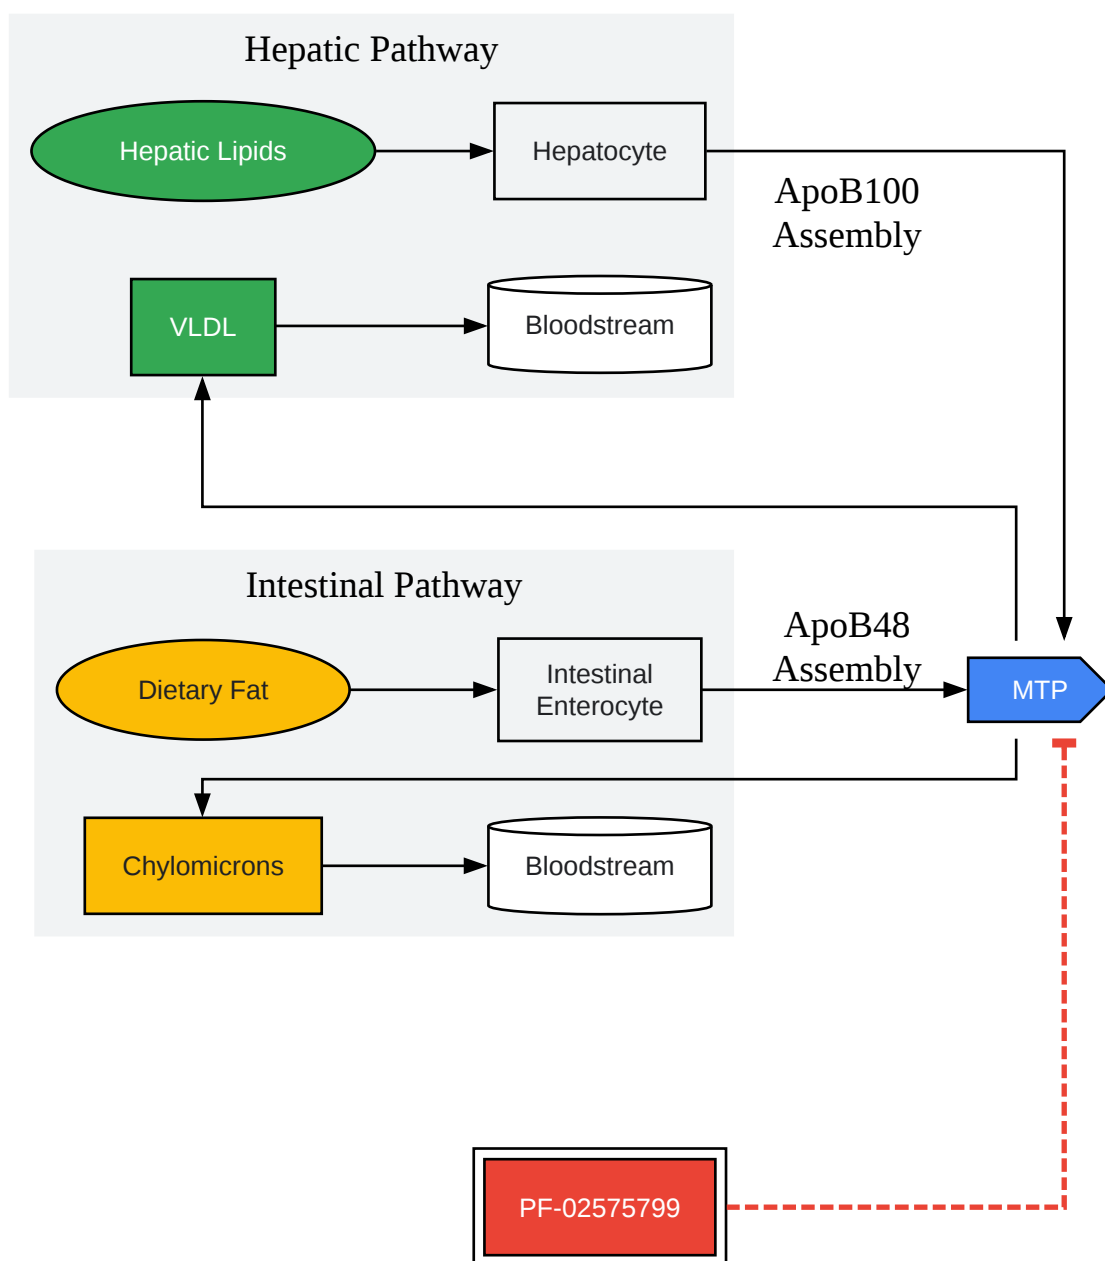 Hepatic Pathway
Hepatic Lipids
Hepatocyte
ApoB100
Assembly
VLDL
Bloodstream
Intestinal Pathway
Dietary Fat
Intestinal
Enterocyte
ApoB48
Assembly
MTP
Chylomicrons
Bloodstream
PF-02575799